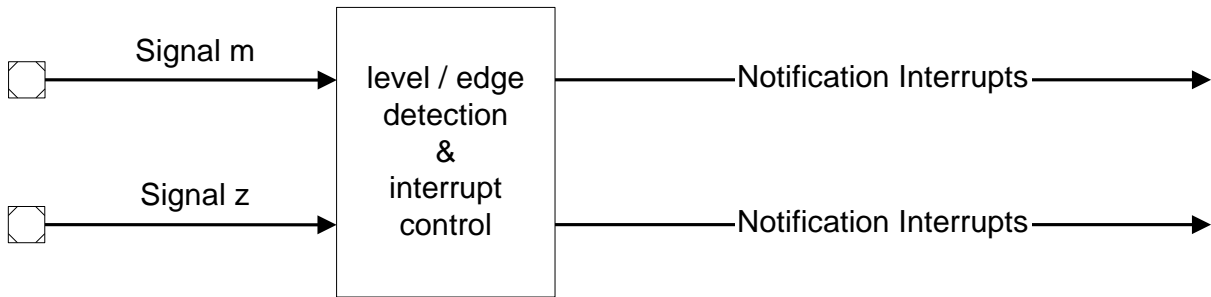 Signal m
level / edge
detection
&
interrupt
control
Notification Interrupts
Signal z
Notification Interrupts